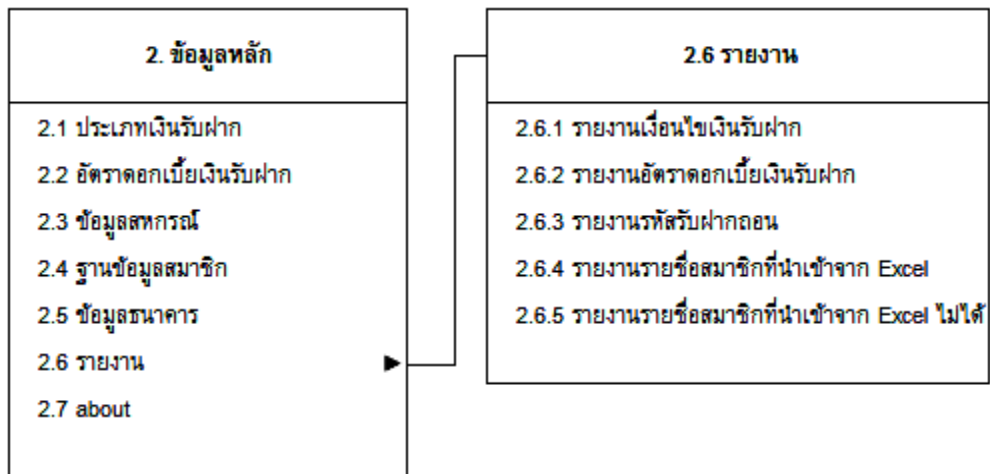 2. ข้อมูลหลัก
2.1 ประเภทเงินรับฝาก
2.2 อัตราดอกเบี้ยเงินรับฝาก
2.3 ข้อมูลสหกรณ์
2.4 ฐานข้อมูลสมาชิก
2.5 ข้อมูลธนาคาร
2.6 รายงาน
2.7 about
2.6 รายงาน
2.6.1 รายงานเงื่อนไขเงินรับฝาก
2.6.2 รายงานอัตราดอกเบี้ยเงินรับฝาก
2.6.3 รายงานรหัสรับฝากถอน
2.6.4 รายงานรายชื่อสมาชิกที่นำเข้าจาก Excel
2.6.5 รายงานรายชื่อสมาชิกที่นำเข้าจาก Excel ไม่ได้